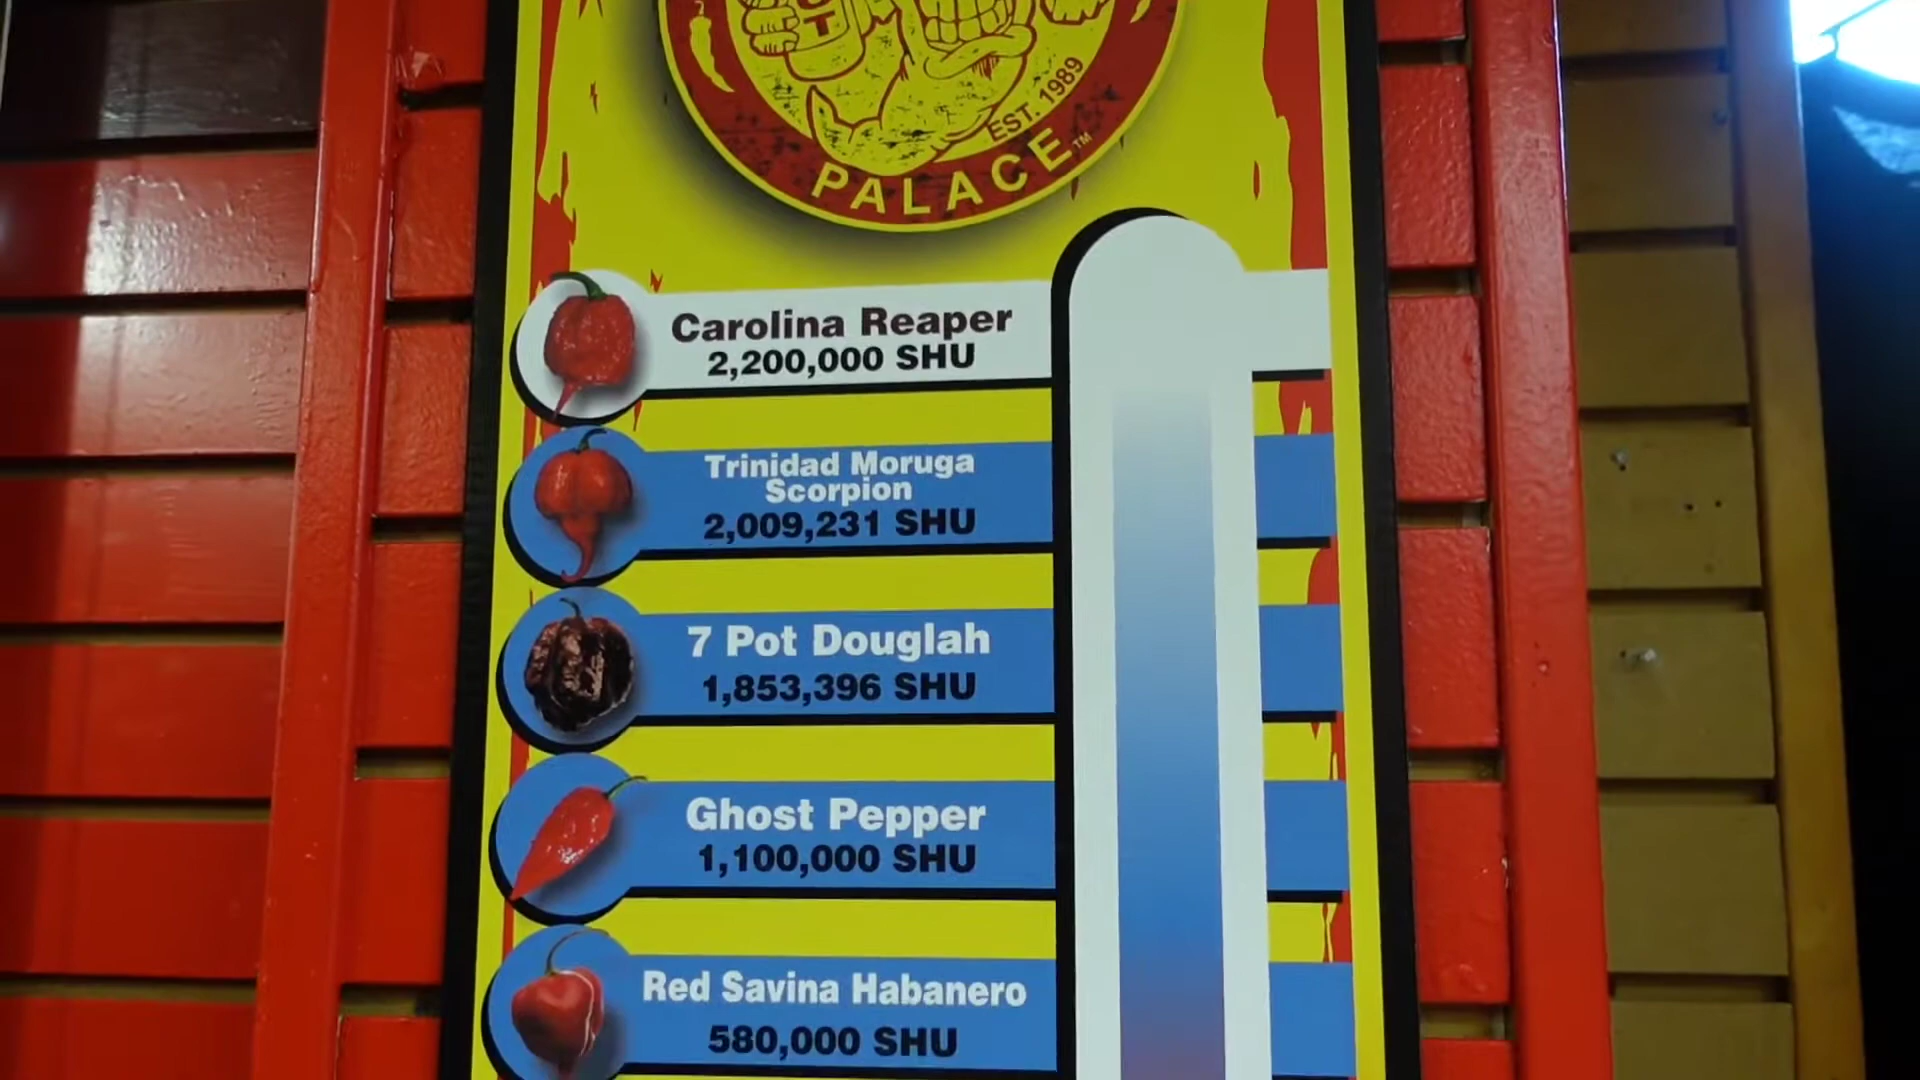 EST. 1989
PALACE™
Carolina Reaper
2,200,000 SHU
Trinidad Moruga
Scorpion
2,009,231 SHU
7 Pot Douglah
1,853,396 SHU
Ghost Pepper
1,100,000 SHU
Red Savina Habanero
580,000 SHU